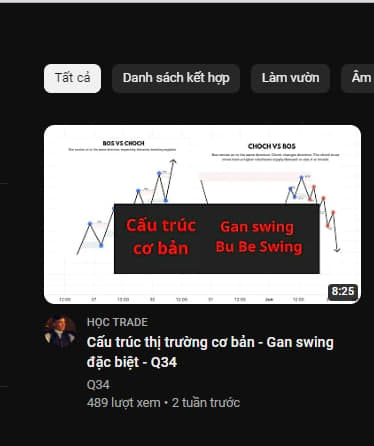 Tất cả
Danh sách kết hợp
Làm vườn
Âm
BOS VS CHOCH
CHOCH VS BOS
Cấu trúc
cơ bản
Gan swing
Bu Be Swing
8:25
HỌC TRADE
Cấu trúc thị trường cơ bản - Gan swing
đặc biệt - Q34
Q34
489 lượt xem • 2 tuần trước